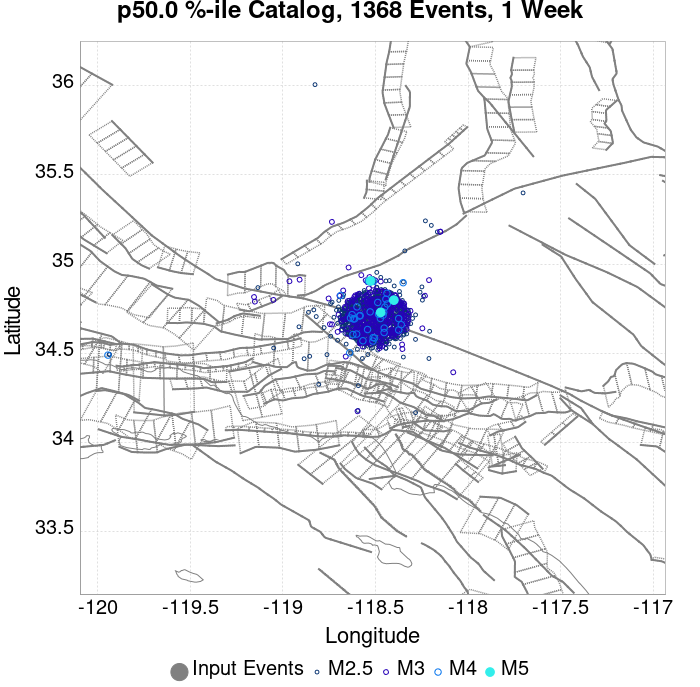 p50.0 %-ile Catalog, 1368 Events, 1 Week
36
35.5
35
34.5
34
33.5
Latitude
-120 -119.5 -119 -118.5 -118 -117.5 -117
Longitude
Input Events M2.5 M3 M4 M5